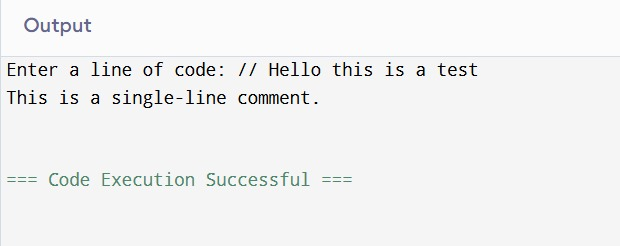 Output
Enter a line of code: // Hello this is a test
This is a single-line comment.
=== Code Execution Successful ===